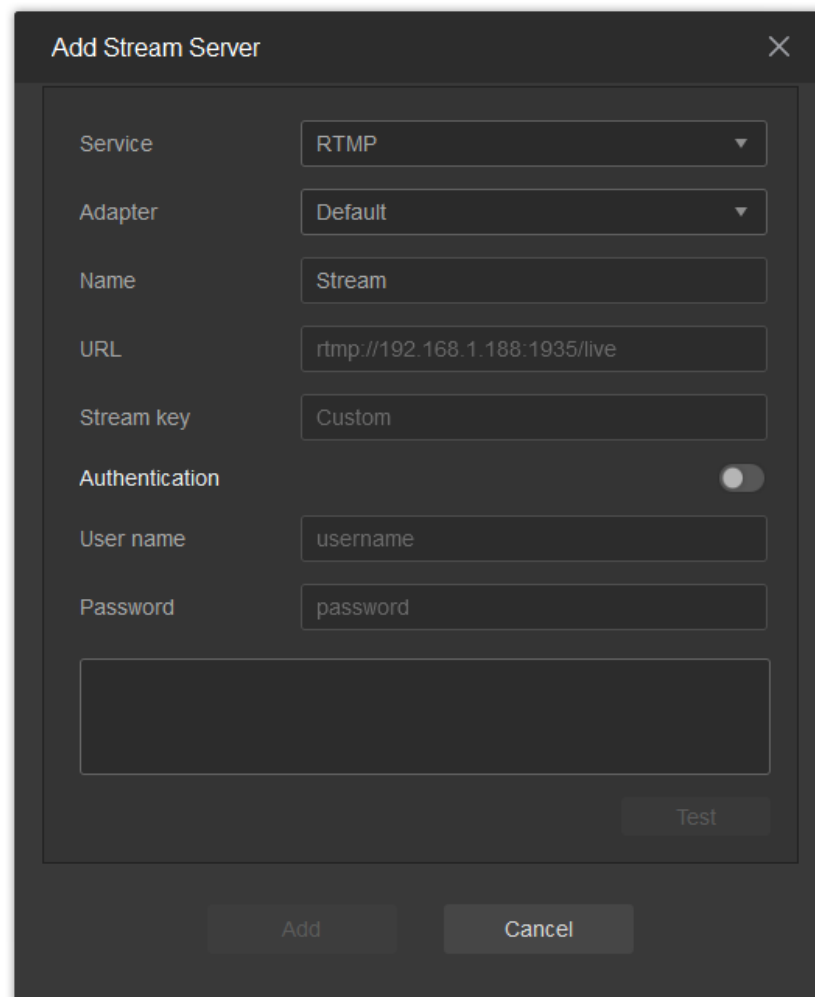 Add Stream Server
Service RTMP
Adapter Default
Name Stream
URL rtmp://192.168.1.188:1935/live
Stream key Custom
Authentication
User name username
Password password
Test
Add Cancel